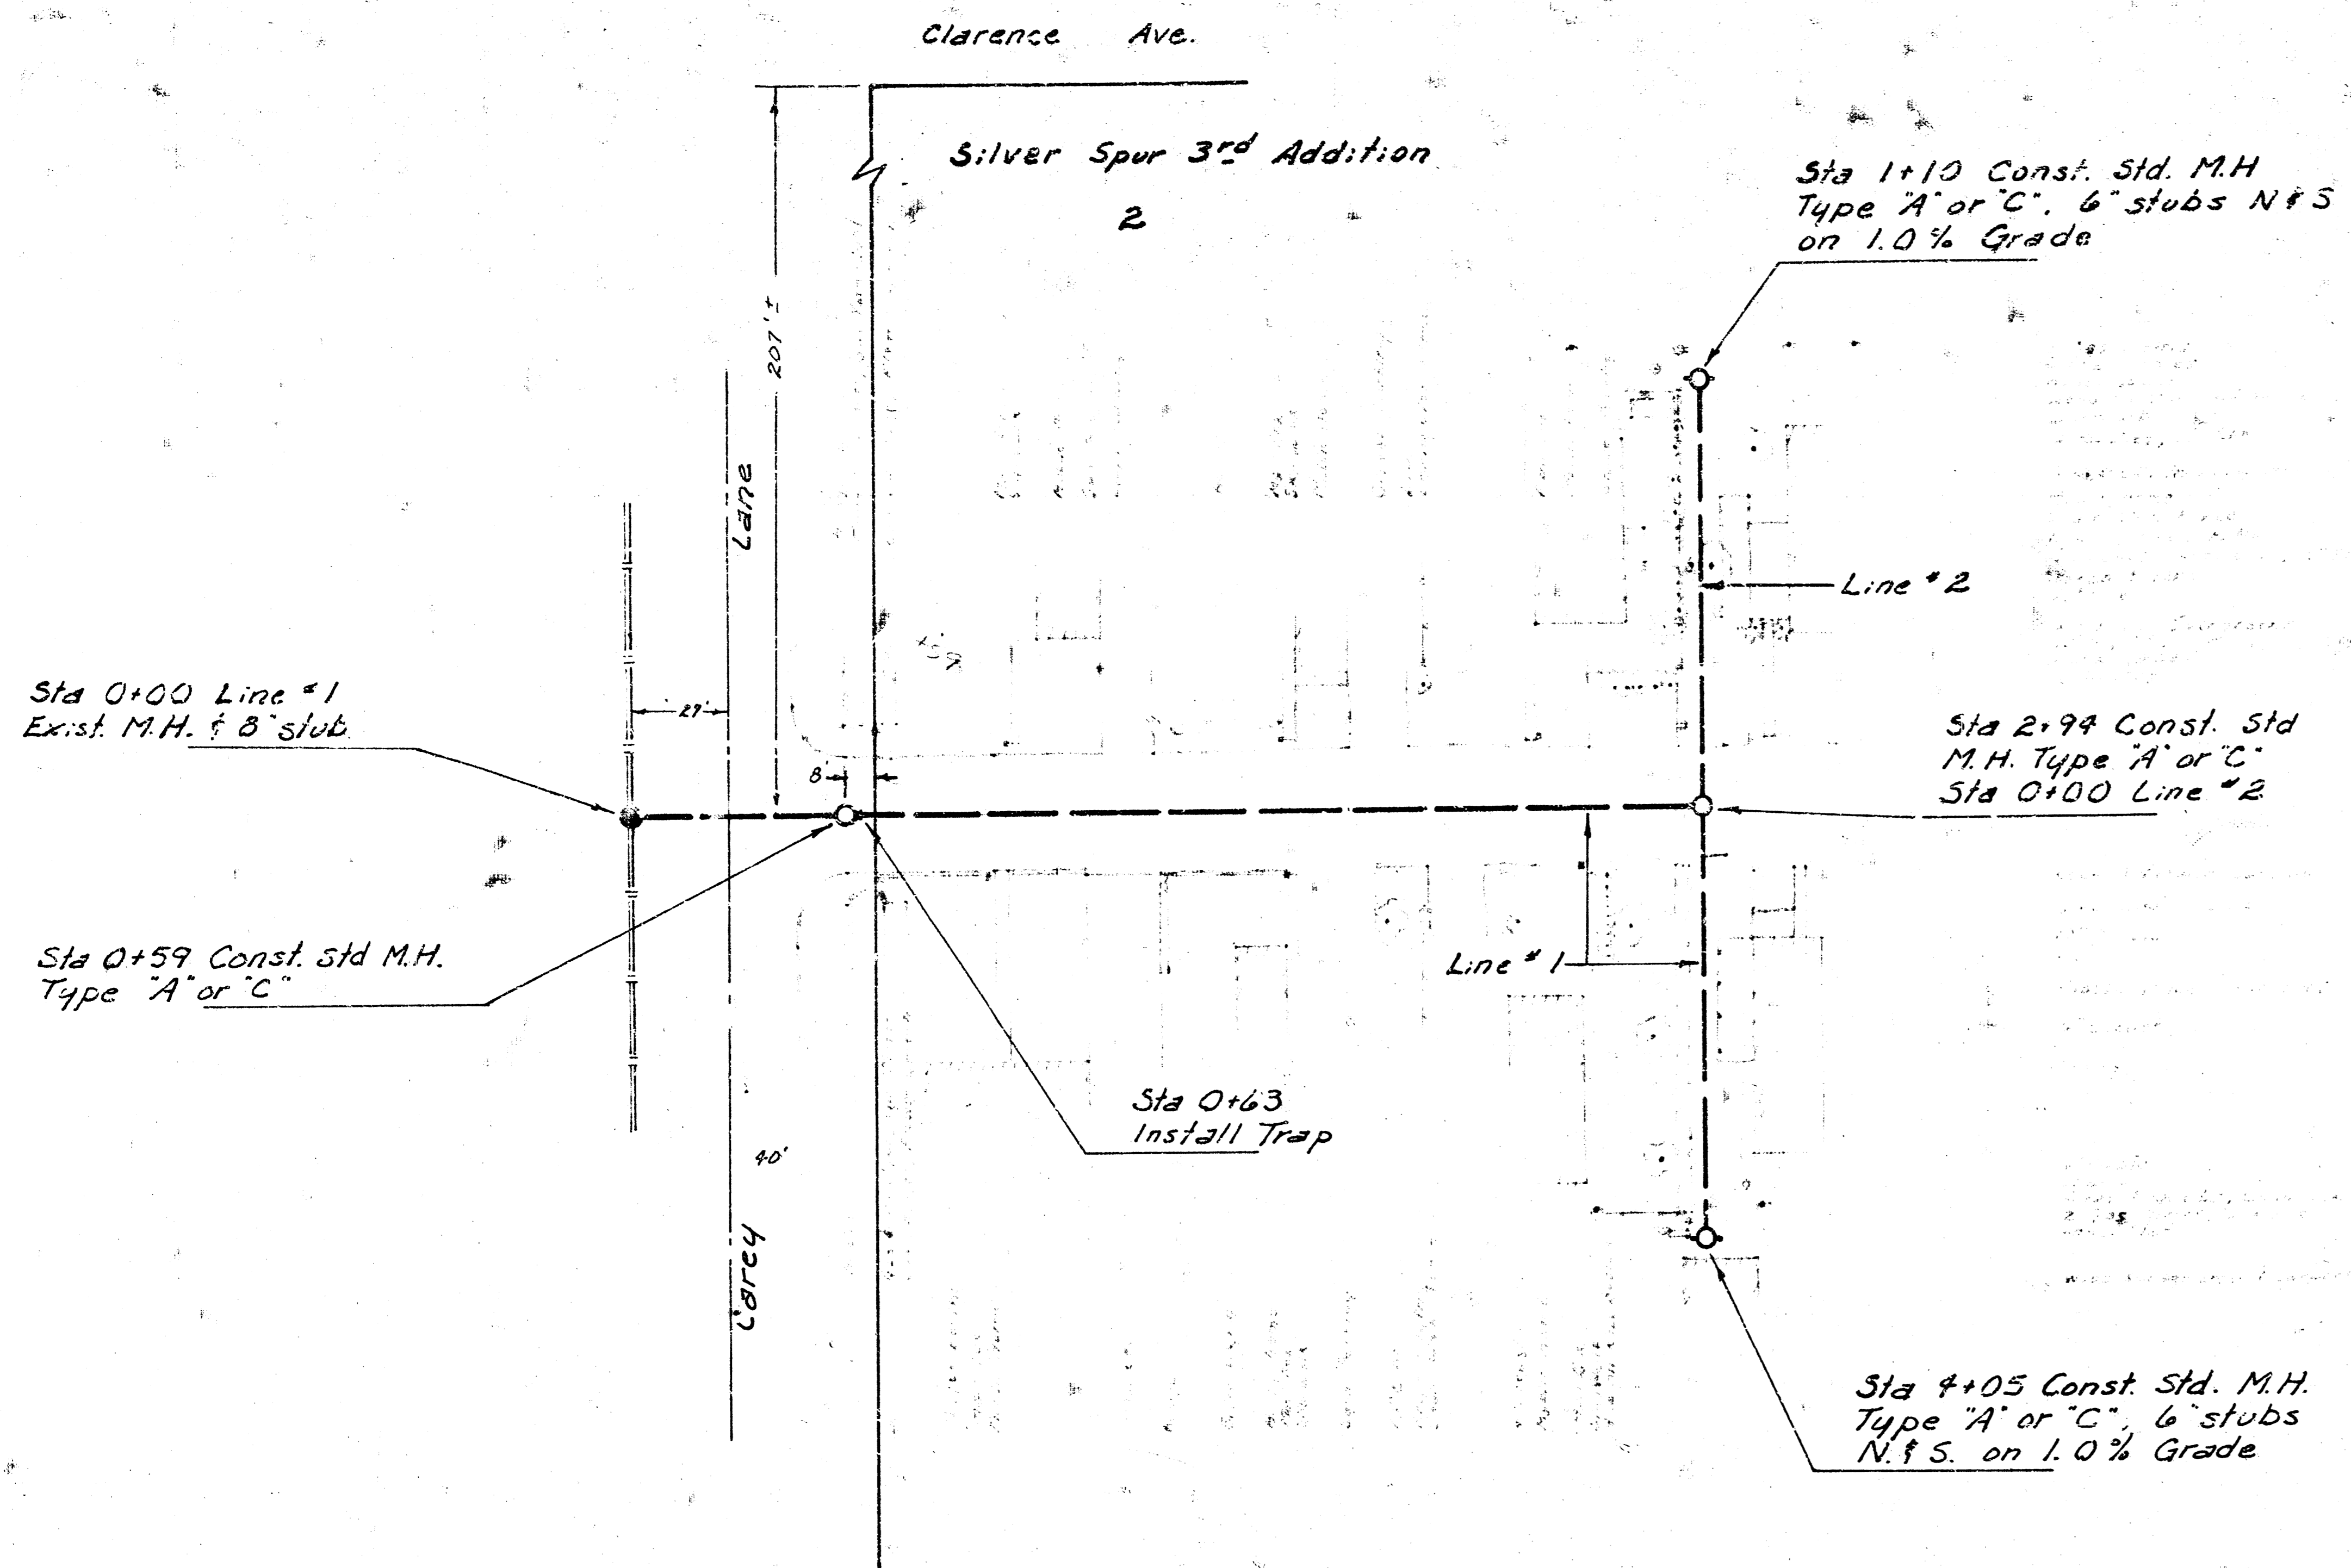 Clarence Ave.
Silver Spur 3rd Addition
2
Sta 1+10 Const. Std. M.H
Type "A" or "C", 6" stubs N & S
on 1.0% Grade
207' ±
Lane
Line #2
Sta 0+00 Line #1
Exist. M.H. & 8" stub
27'
8'
Sta 2+94 Const. Std
M.H. Type "A" or "C"
Sta 0+00 Line #2
Sta 0+59 Const. Std M.H.
Type "A" or "C"
Line #1
Sta 0+63
Install Trap
40'
Carey
Sta 4+05 Const. Std. M.H.
Type "A" or "C", 6" stubs
N. & S. on 1.0% Grade